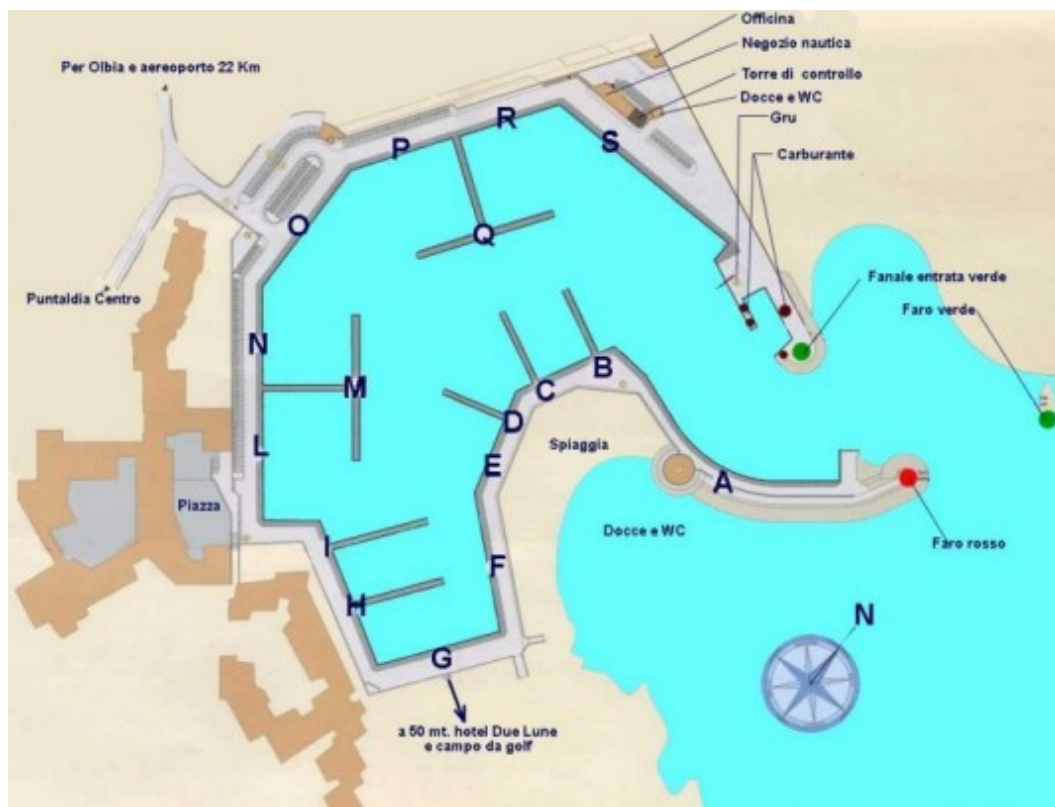 Officina
Per Olbia e aereoporto 22 Km
Negozio nautica
Torre di controllo
Docce e WC
Gru
Carburante
R
P
S
O
Q
Puntaldia Centro
Fanale entrata verde
Faro verde
N
M
B
C
D
L
E
Spiaggia
A
Piazza
Docce e WC
Faro rosso
I
F
H
N
G
a 50 mt. hotel Due Lune
e campo da golf